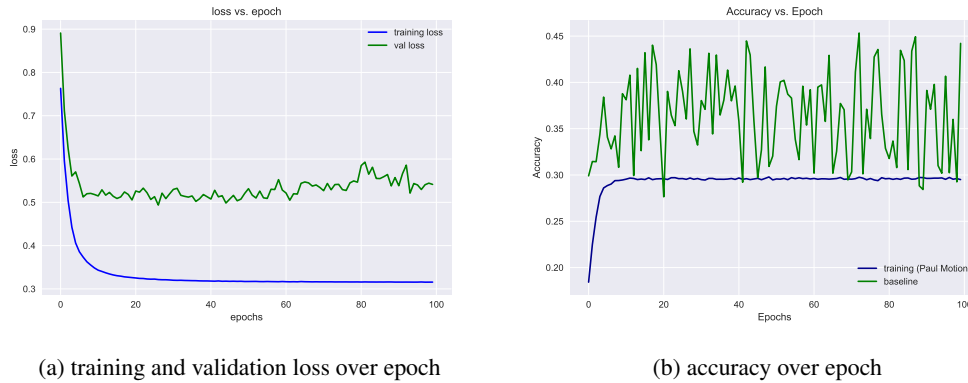 loss vs. epoch
0.9
0.8
0.7
0.6
0.5
0.4
0.3
loss
training loss
val loss
0 20 40 60 80 100
epochs
(a) training and validation loss over epoch
Accuracy vs. Epoch
0.45
0.40
0.35
0.30
0.25
0.20
Accuracy
training (Paul Motion
baseline
0 20 40 60 80 100
Epochs
(b) accuracy over epoch